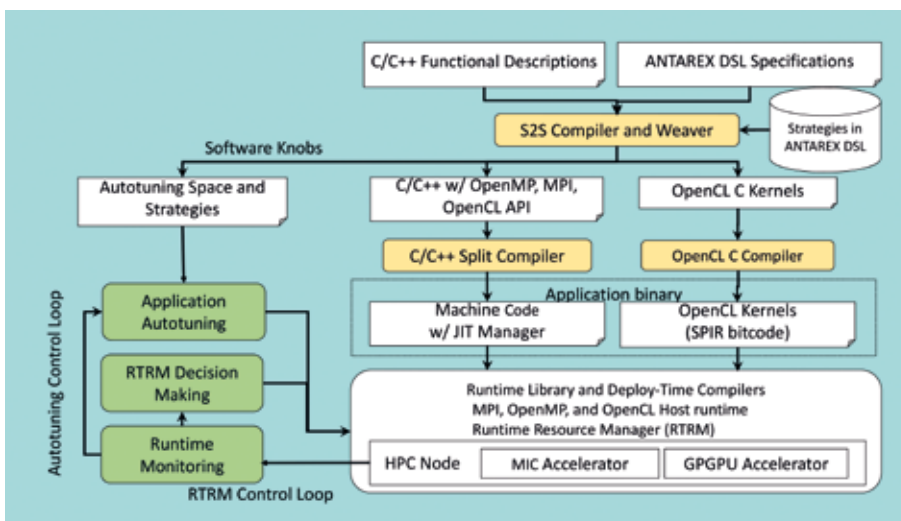 C/C++ Functional Descriptions
ANTAREX DSL Specifications
S2S Compiler and Weaver
Strategies in
ANTAREX DSL
Software Knobs
Autotuning Space and
Strategies
C/C++ w/ OpenMP, MPI,
OpenCL API
OpenCL C Kernels
C/C++ Split Compiler
OpenCL C Compiler
Application binary
Machine Code
w/ JIT Manager
OpenCL Kernels
(SPIR bitcode)
Autotuning Control Loop
Application
Autotuning
RTRM Decision
Making
Runtime
Monitoring
RTRM Control Loop
Runtime Library and Deploy-Time Compilers
MPI, OpenMP, and OpenCL Host runtime
Runtime Resource Manager (RTRM)
HPC Node
MIC Accelerator
GPGPU Accelerator